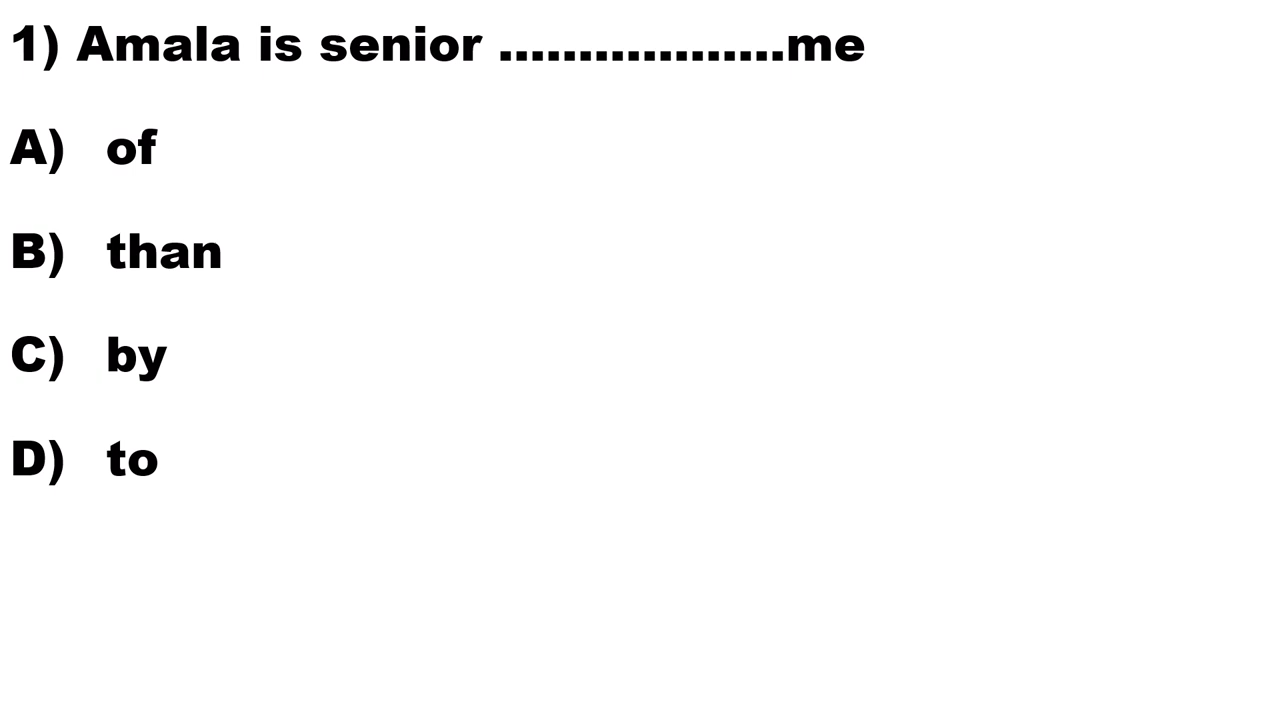 1) Amala is senior ..................me
A) of
B) than
C) by
D) to